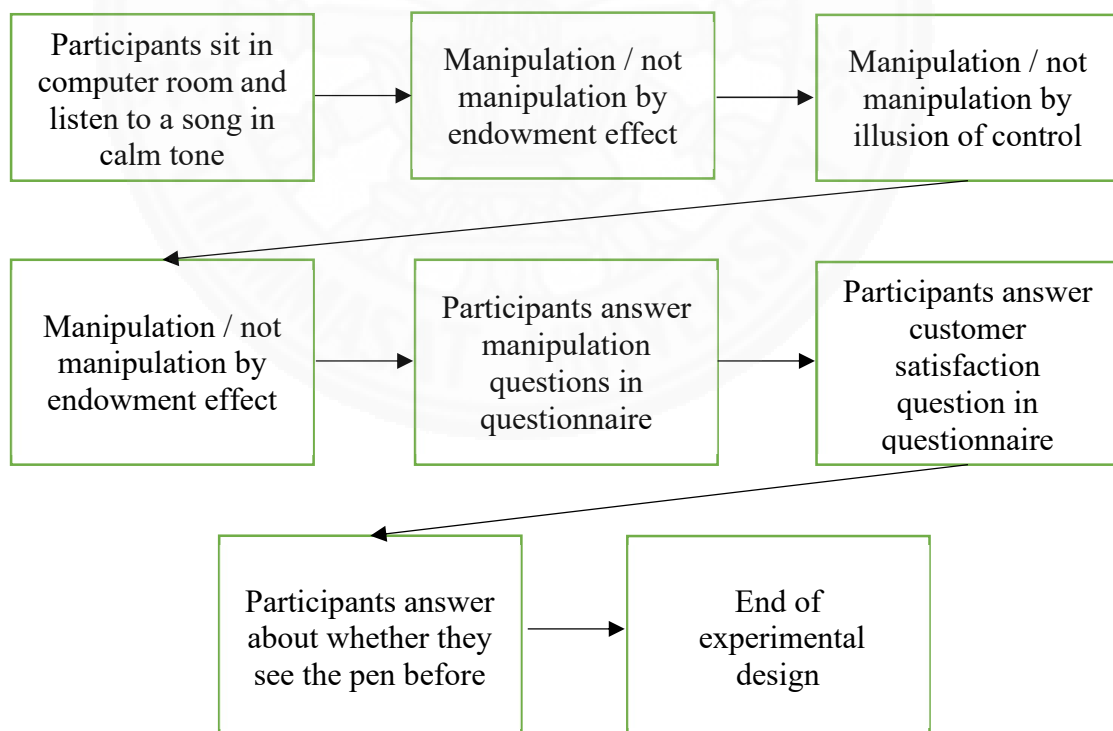 Participants sit in
computer room and
listen to a song in
calm tone
Manipulation / not
manipulation by
endowment effect
Manipulation / not
manipulation by
illusion of control
Manipulation / not
manipulation by
endowment effect
Participants answer
manipulation
questions in
questionnaire
Participants answer
customer
satisfaction
question in
questionnaire
Participants answer
about whether they
see the pen before
End of
experimental
design